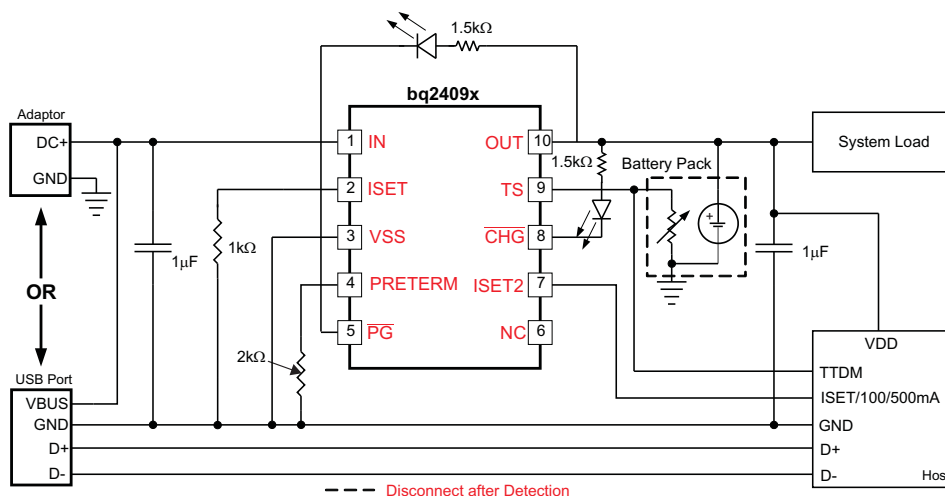 1.5kΩ
bq2409x
Adaptor
DC+
GND
1 IN
OUT 10
System Load
1.5kΩ
Battery Pack
2 ISET
TS 9
+
1kΩ
3 VSS
CHG 8
1μF
1μF
OR
4 PRETERM
ISET2 7
5 PG
NC 6
2kΩ
VDD
USB Port
TTDM
VBUS
ISET/100/500mA
GND
GND
D+
D+
D-
D-
Hos
Disconnect after Detection